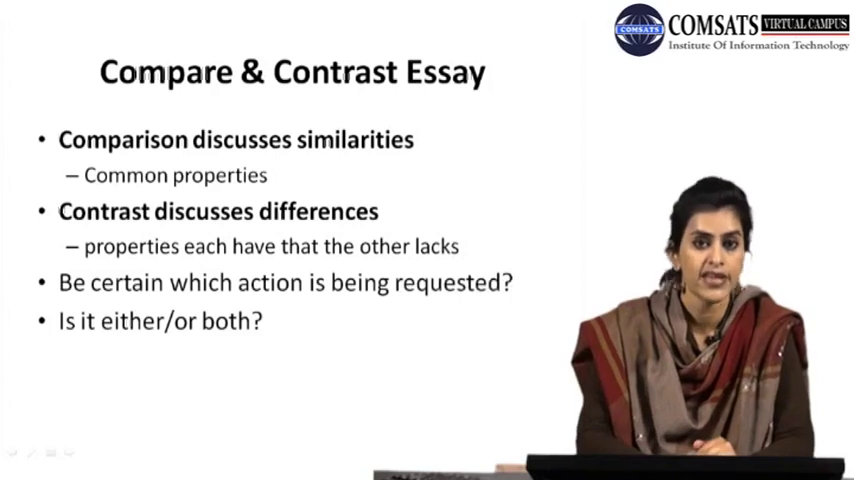 COMSATS VIRTUAL CAMPUS
COMSATS
Institute Of Information Technology
Compare & Contrast Essay
• Comparison discusses similarities
– Common properties
• Contrast discusses differences
– properties each have that the other lacks
• Be certain which action is being requested?
• Is it either/or both?